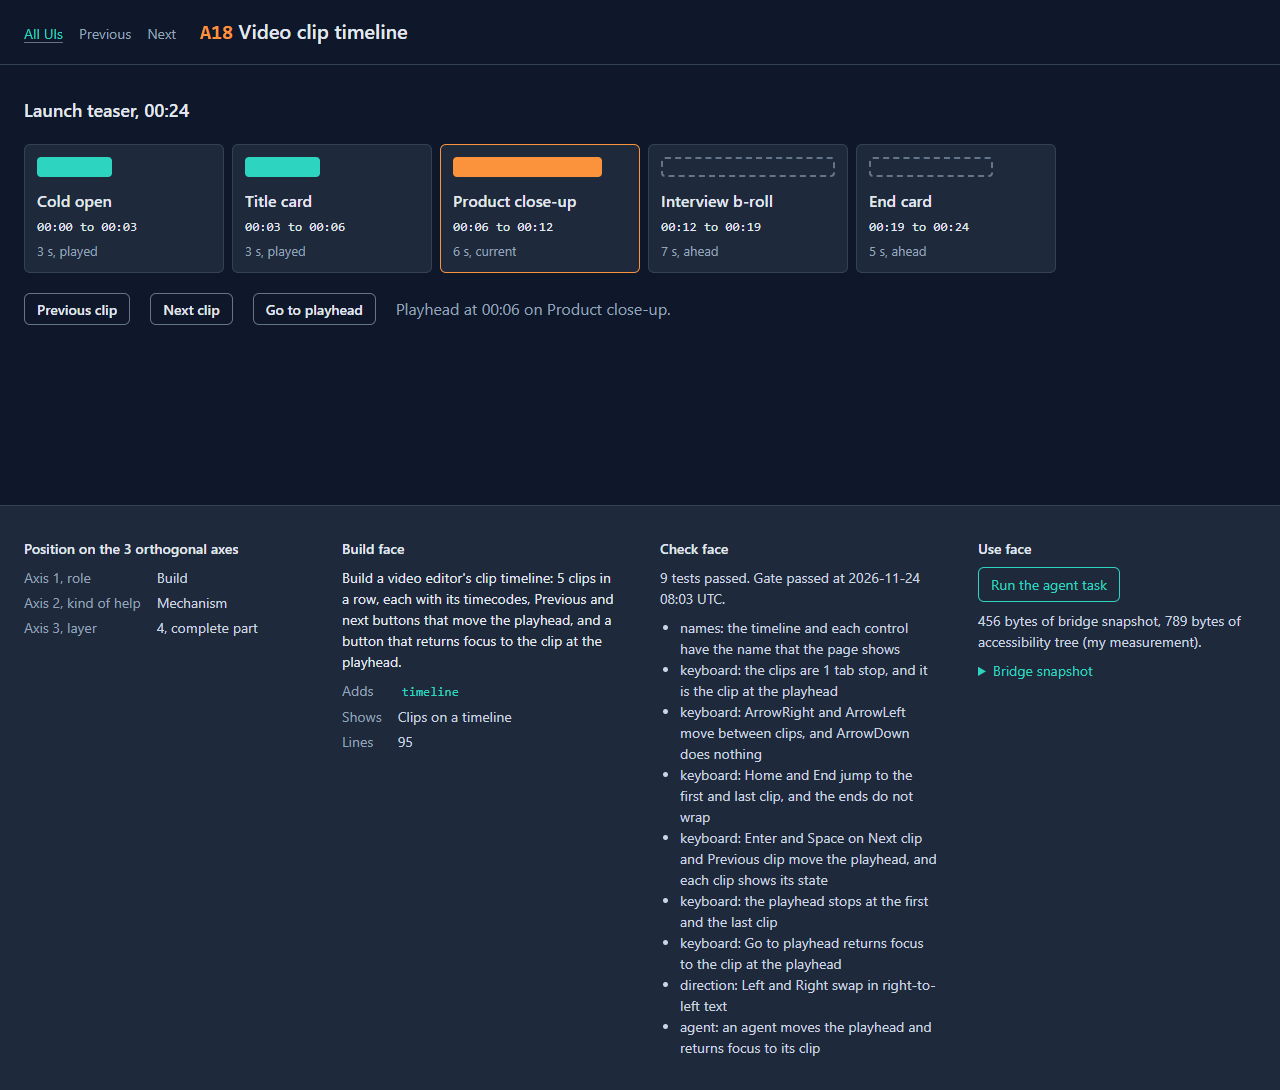 All UIs Previous Next A18 Video clip timeline
Launch teaser, 00:24
Cold open
00:00 to 00:03
3 s, played
Title card
00:03 to 00:06
3 s, played
Product close-up
00:06 to 00:12
6 s, current
Interview b-roll
00:12 to 00:19
7 s, ahead
End card
00:19 to 00:24
5 s, ahead
Previous clip Next clip Go to playhead Playhead at 00:06 on Product close-up.
Position on the 3 orthogonal axes
Axis 1, role Build
Axis 2, kind of help Mechanism
Axis 3, layer 4, complete part
Build face
Build a video editor's clip timeline: 5 clips in
a row, each with its timecodes, Previous and
next buttons that move the playhead, and a
button that returns focus to the clip at the
playhead.
Adds timeline
Shows Clips on a timeline
Lines 95
Check face
9 tests passed. Gate passed at 2026-11-24
08:03 UTC.
• names: the timeline and each control
have the name that the page shows
• keyboard: the clips are 1 tab stop, and it
is the clip at the playhead
• keyboard: ArrowRight and ArrowLeft
move between clips, and ArrowDown
does nothing
• keyboard: Home and End jump to the
first and last clip, and the ends do not
wrap
• keyboard: Enter and Space on Next clip
and Previous clip move the playhead, and
each clip shows its state
• keyboard: the playhead stops at the first
and the last clip
• keyboard: Go to playhead returns focus
to the clip at the playhead
• direction: Left and Right swap in right-to-
left text
• agent: an agent moves the playhead and
returns focus to its clip
Use face
Run the agent task
456 bytes of bridge snapshot, 789 bytes of
accessibility tree (my measurement).
▶ Bridge snapshot